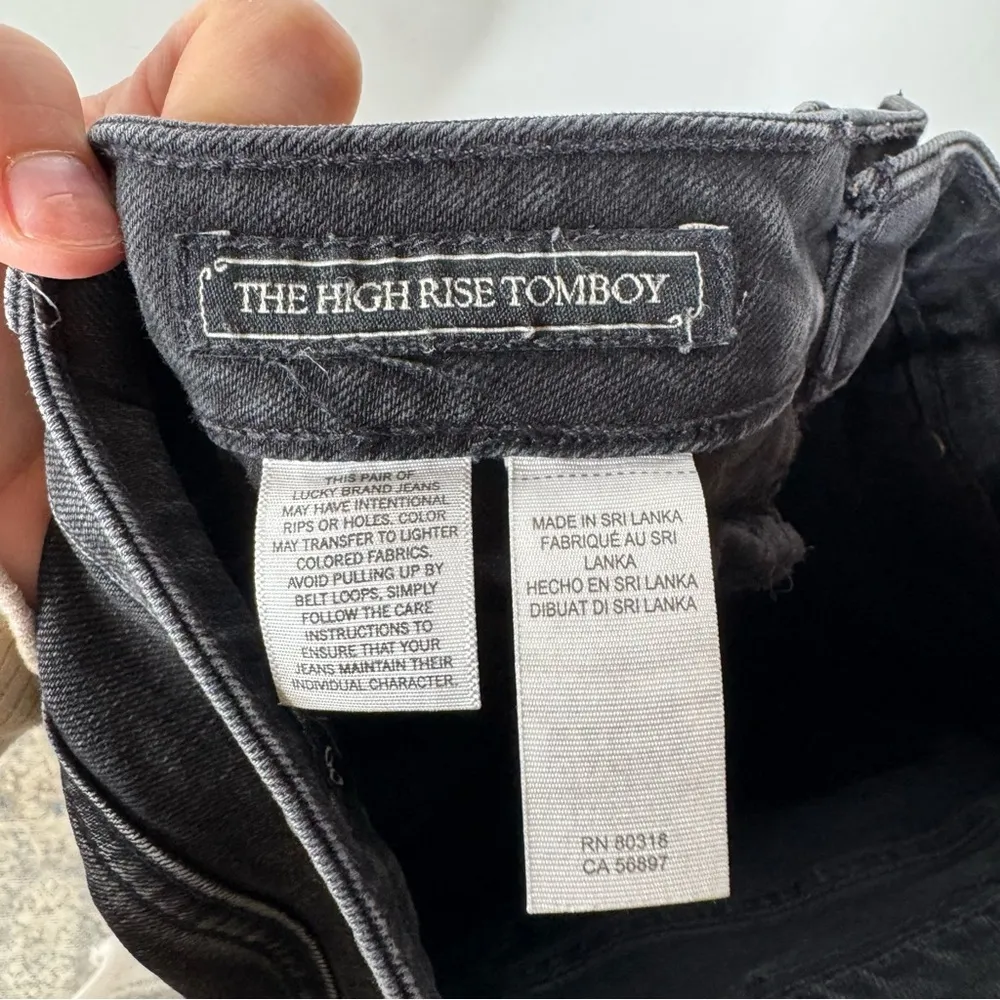 THE HIGH RISE TOMBOY
THIS PAIR OF
LUCKY BRAND JEANS
MAY HAVE INTENTIONAL
RIPS OR HOLES. COLOR
MAY TRANSFER TO LIGHTER
COLORED FABRICS.
AVOID PULLING UP BY
BELT LOOPS, SIMPLY
FOLLOW THE CARE
INSTRUCTIONS TO
ENSURE THAT YOUR
JEANS MAINTAIN THEIR
INDIVIDUAL CHARACTER
MADE IN SRI LANKA
FABRIQUÉ AU SRI
LANKA
HECHO EN SRI LANKA
DIBUAT DI SRI LANKA
RN 80318
CA 56897